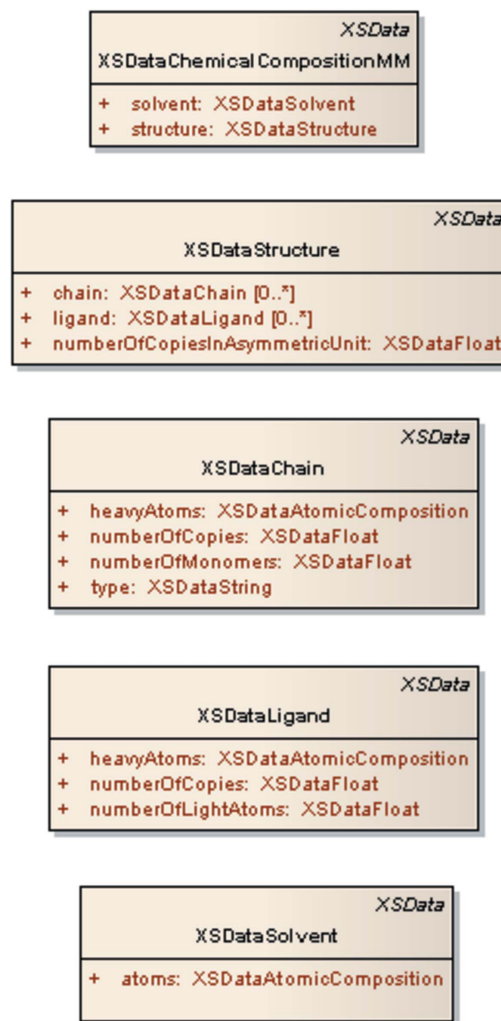 XSData
XSDataChemicalCompositionMM
+ solvent: XSDataSolvent
+ structure: XSDataStructure
XSData
XSDataStructure
+ chain: XSDataChain [0..*]
+ ligand: XSDataLigand [0..*]
+ numberOfCopiesInAsymmetricUnit: XSDataFloat
XSData
XSDataChain
+ heavyAtoms: XSDataAtomicComposition
+ numberOfCopies: XSDataFloat
+ numberOfMonomers: XSDataFloat
+ type: XSDataString
XSData
XSDataLigand
+ heavyAtoms: XSDataAtomicComposition
+ numberOfCopies: XSDataFloat
+ numberOfLightAtoms: XSDataFloat
XSData
XSDataSolvent
+ atoms: XSDataAtomicComposition